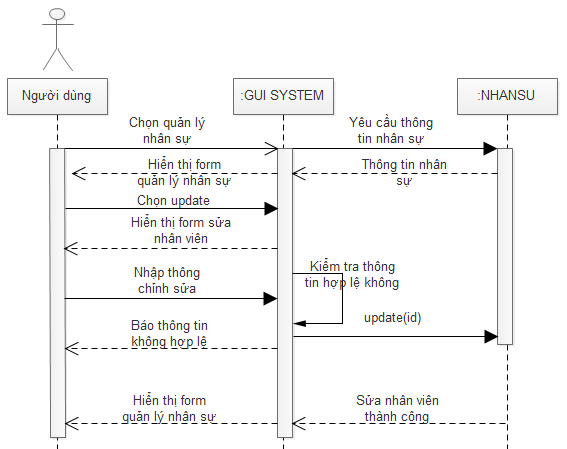 Người dùng
:GUI SYSTEM
:NHANSU
Chọn quản lý
nhân sự
Yêu cầu thông
tin nhân sự
Hiển thị form
quản lý nhân sự
Thông tin nhân
sự
Chọn update
Hiển thị form sửa
nhân viên
Nhập thông
chỉnh sửa
Kiểm tra thông
tin hợp lệ không
update(id)
Báo thông tin
không hợp lệ
Hiển thị form
quản lý nhân sự
Sửa nhân viên
thành công